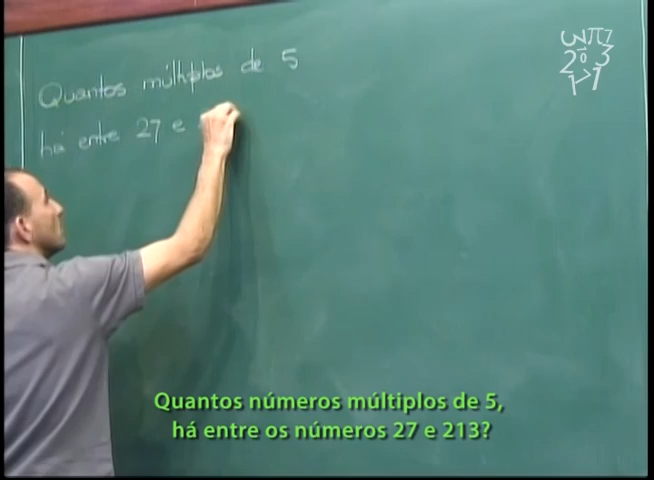 Quantos múltiplos de 5
há entre 27 e
Quantos números múltiplos de 5,
há entre os números 27 e 213?